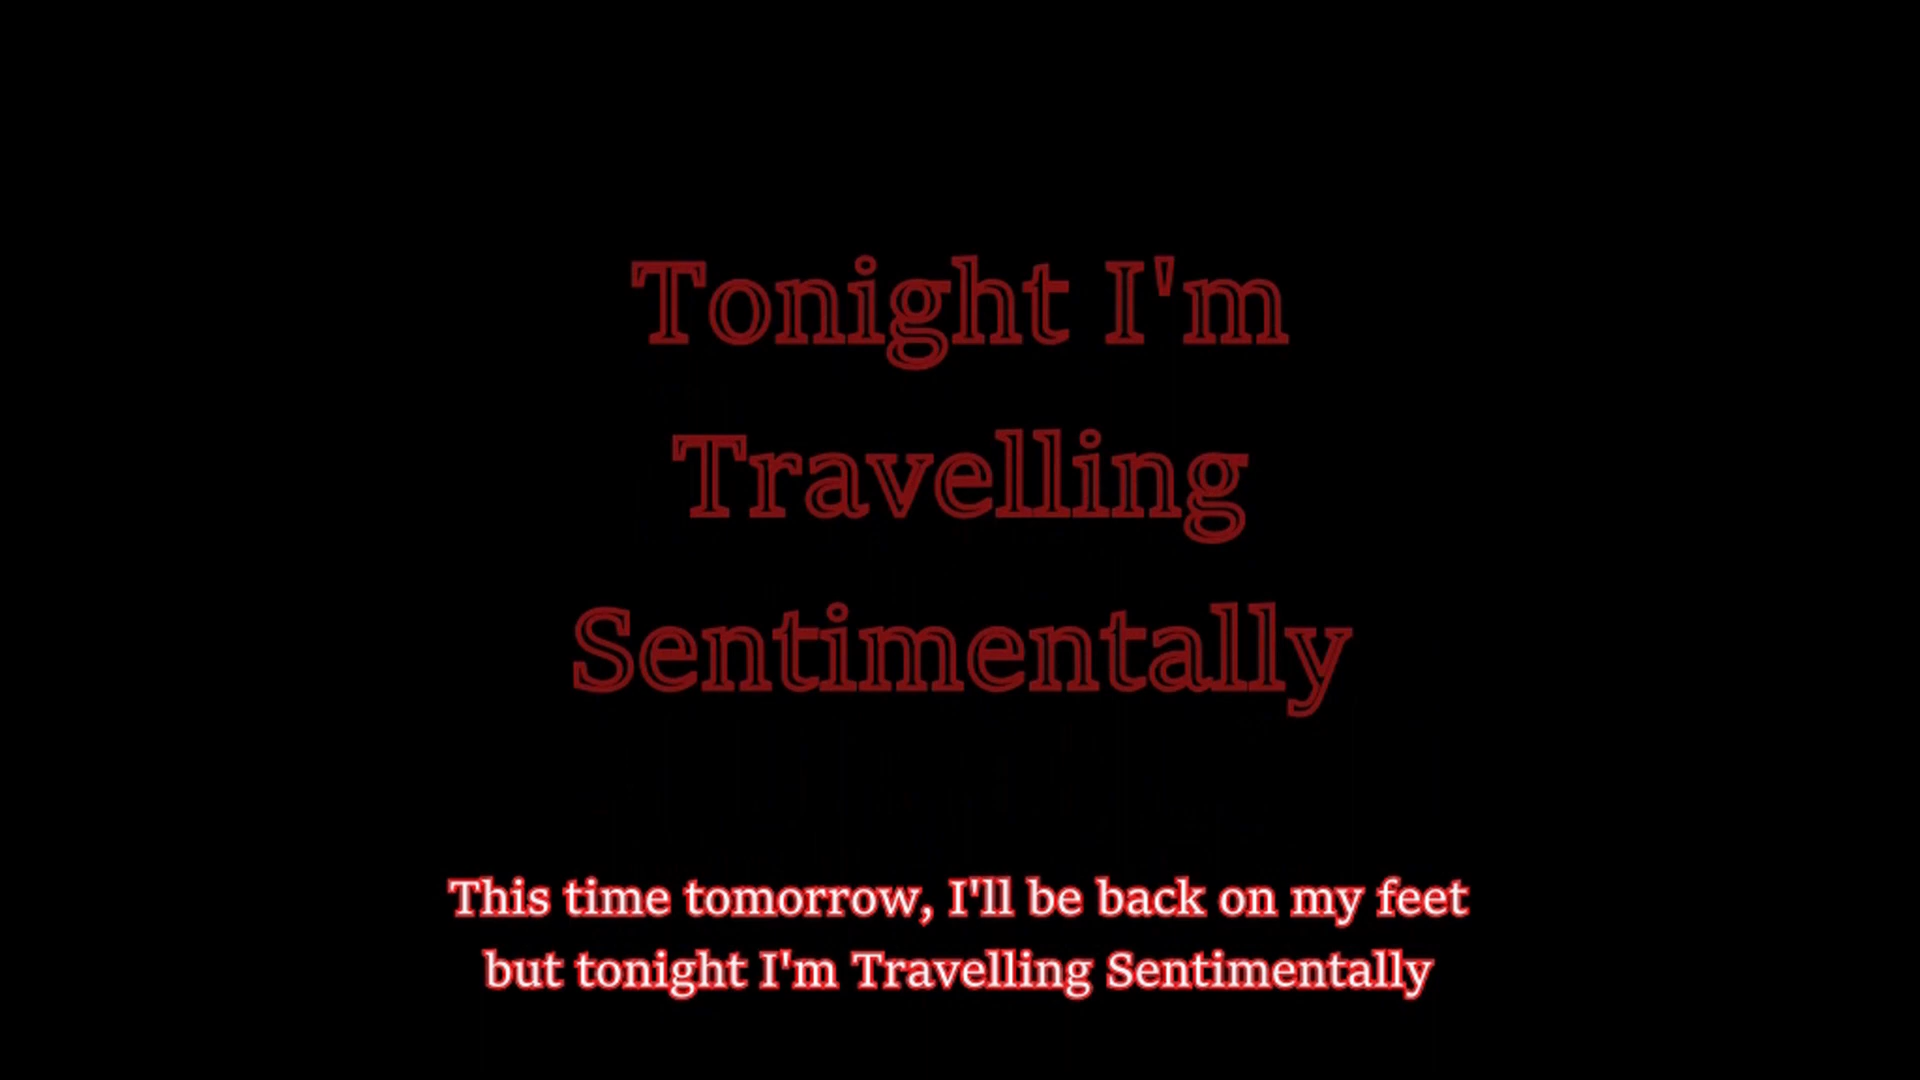 Tonight I'm
Travelling
Sentimentally
This time tomorrow, I'll be back on my feet
but tonight I'm Travelling Sentimentally